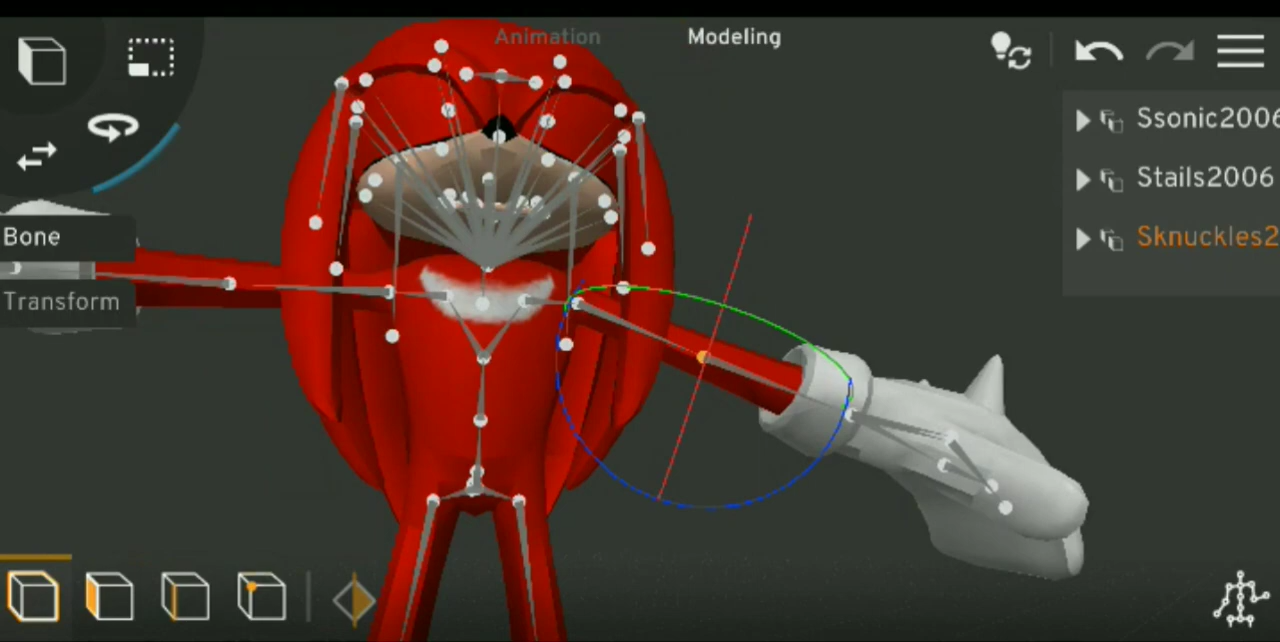 Animation
Modeling
Ssonic2006
Stails2006
Bone
Sknuckles2
Transform